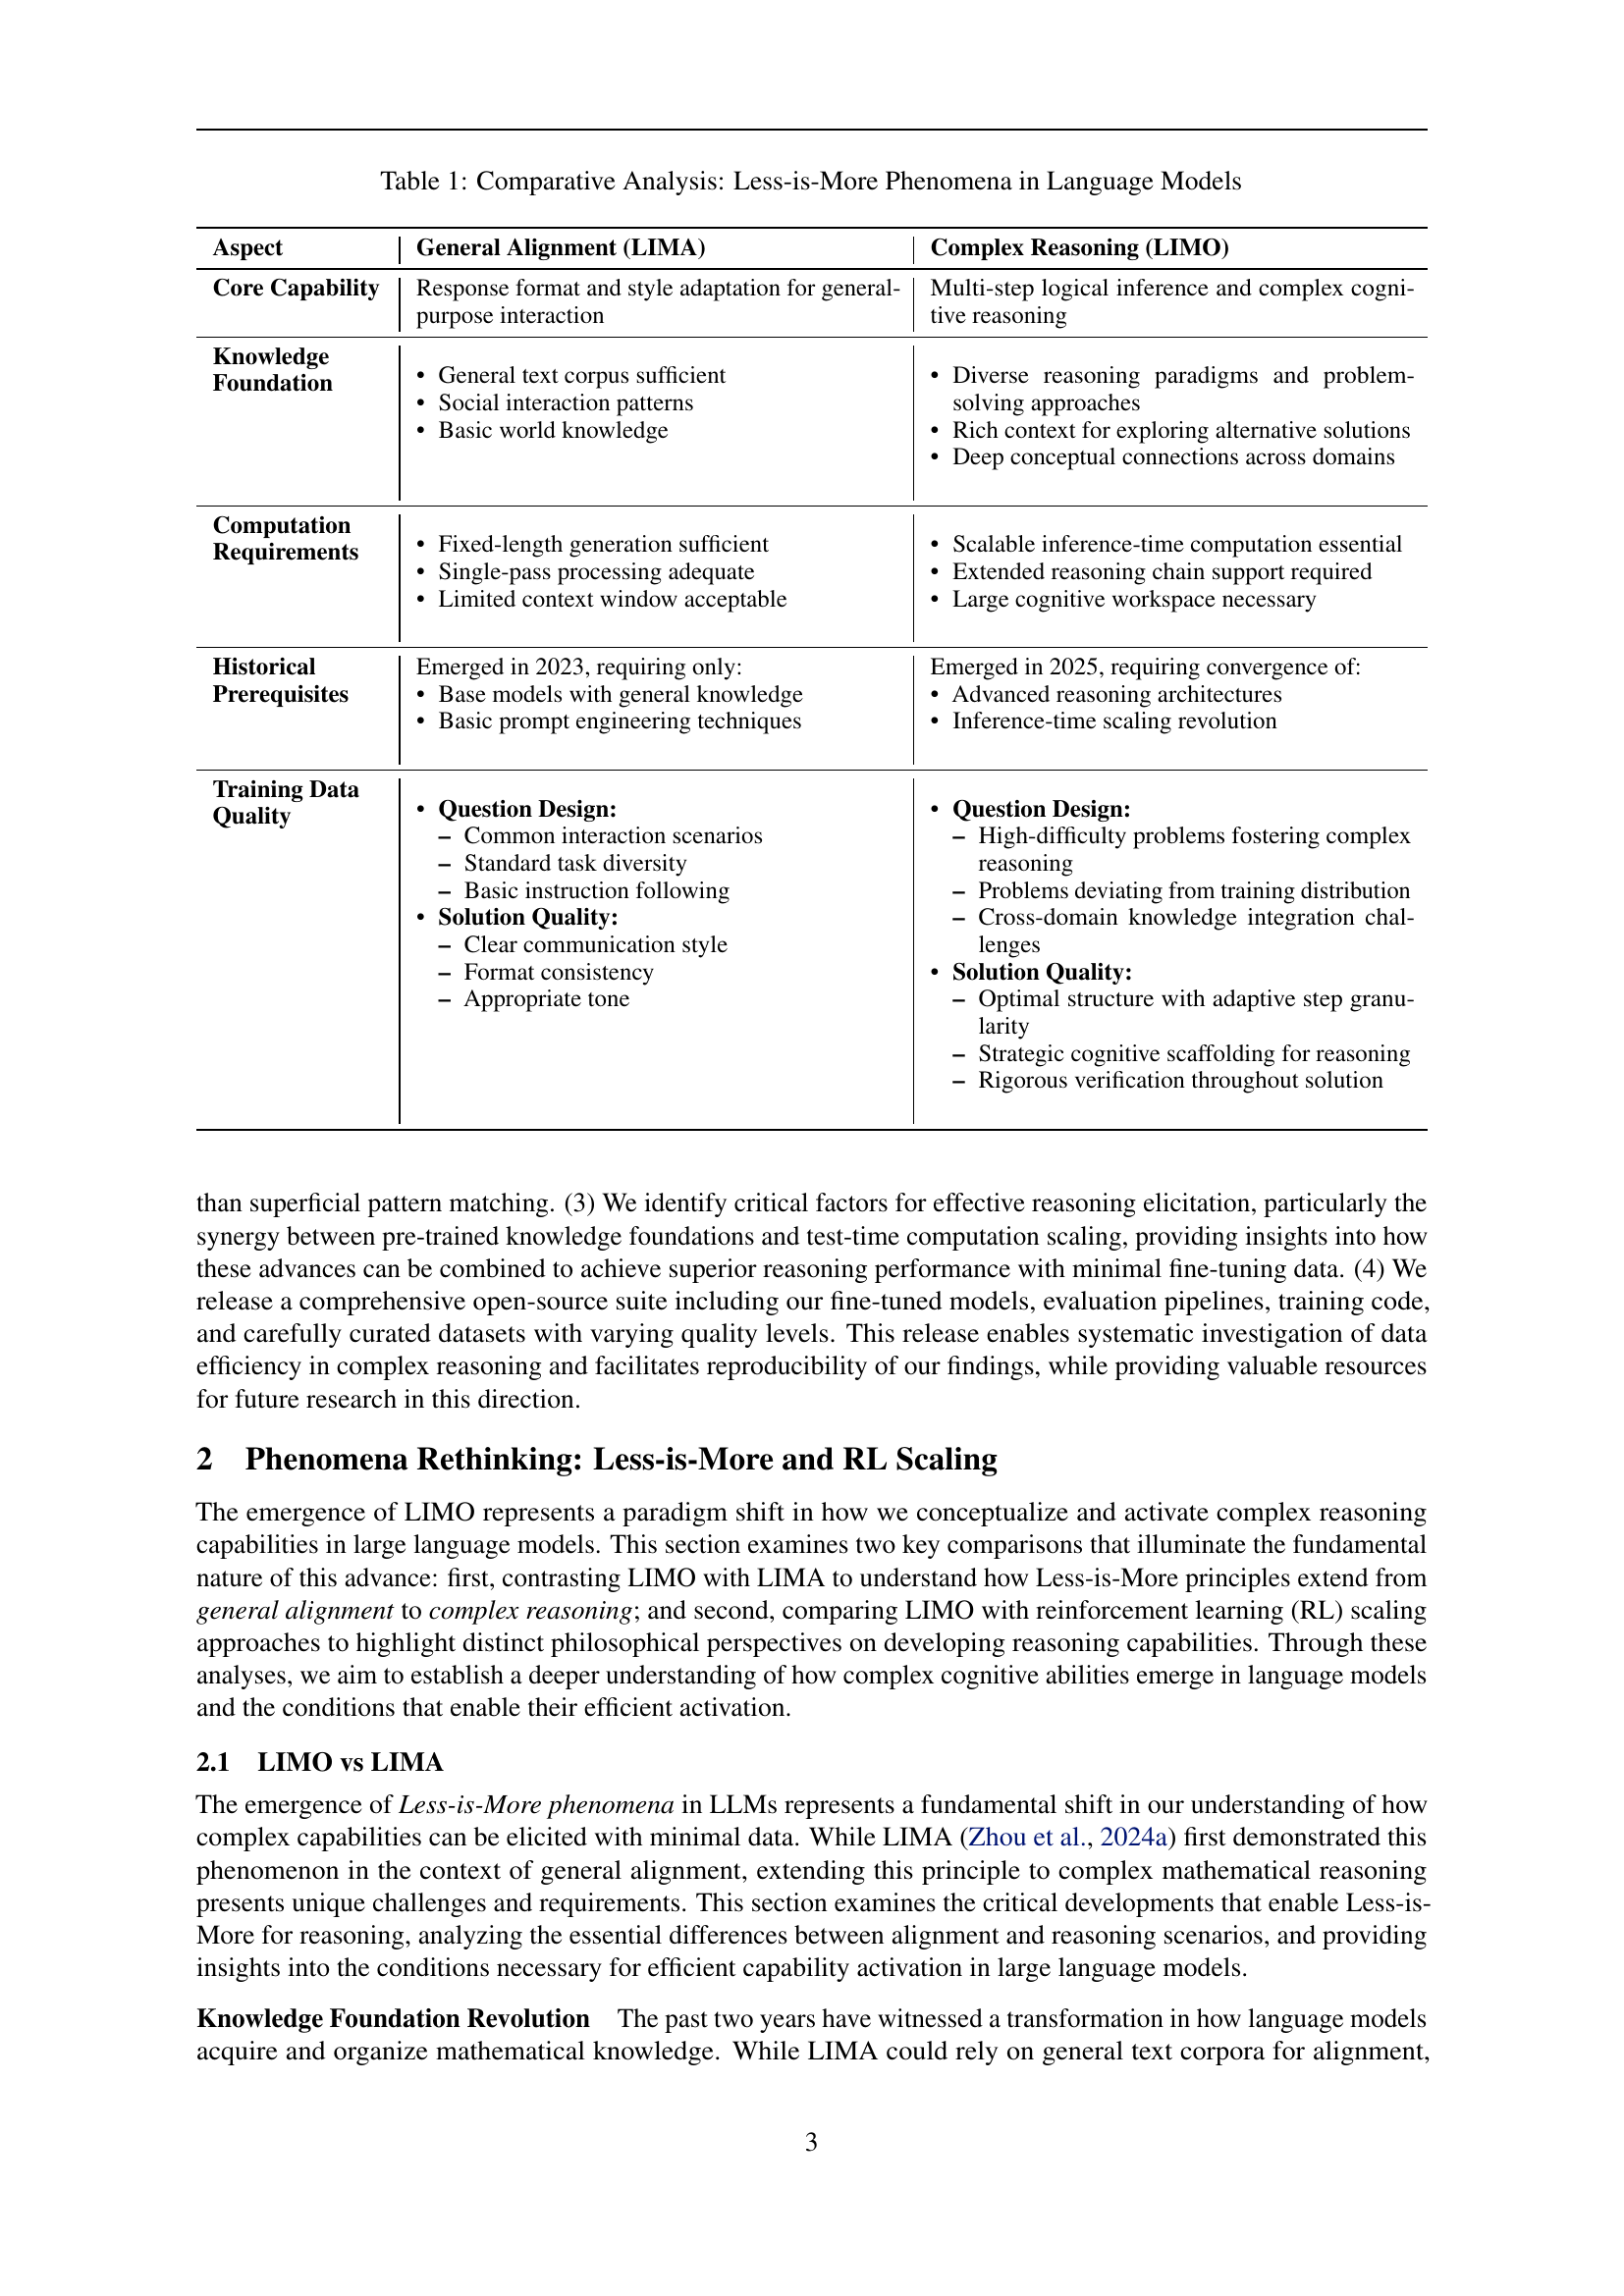 Table 1: Comparative Analysis: Less-is-More Phenomena in Language Models
Aspect
General Alignment (LIMA)
Complex Reasoning (LIMO)
Core Capability
Response format and style adaptation for general-
purpose interaction
Multi-step logical inference and complex cogni-
tive reasoning
Knowledge
Foundation
• General text corpus sufficient
• Social interaction patterns
• Basic world knowledge
• Diverse reasoning paradigms and problem-
solving approaches
• Rich context for exploring alternative solutions
• Deep conceptual connections across domains
Computation
Requirements
• Fixed-length generation sufficient
• Single-pass processing adequate
• Limited context window acceptable
• Scalable inference-time computation essential
• Extended reasoning chain support required
• Large cognitive workspace necessary
Historical
Prerequisites
Emerged in 2023, requiring only:
• Base models with general knowledge
• Basic prompt engineering techniques
Emerged in 2025, requiring convergence of:
• Advanced reasoning architectures
• Inference-time scaling revolution
Training Data
Quality
• Question Design:
– Common interaction scenarios
– Standard task diversity
– Basic instruction following
• Solution Quality:
– Clear communication style
– Format consistency
– Appropriate tone
• Question Design:
– High-difficulty problems fostering complex
reasoning
– Problems deviating from training distribution
– Cross-domain knowledge integration chal-
lenges
• Solution Quality:
– Optimal structure with adaptive step granu-
larity
– Strategic cognitive scaffolding for reasoning
– Rigorous verification throughout solution
than superficial pattern matching. (3) We identify critical factors for effective reasoning elicitation, particularly the
synergy between pre-trained knowledge foundations and test-time computation scaling, providing insights into how
these advances can be combined to achieve superior reasoning performance with minimal fine-tuning data. (4) We
release a comprehensive open-source suite including our fine-tuned models, evaluation pipelines, training code,
and carefully curated datasets with varying quality levels. This release enables systematic investigation of data
efficiency in complex reasoning and facilitates reproducibility of our findings, while providing valuable resources
for future research in this direction.
2 Phenomena Rethinking: Less-is-More and RL Scaling
The emergence of LIMO represents a paradigm shift in how we conceptualize and activate complex reasoning
capabilities in large language models. This section examines two key comparisons that illuminate the fundamental
nature of this advance: first, contrasting LIMO with LIMA to understand how Less-is-More principles extend from
general alignment to complex reasoning; and second, comparing LIMO with reinforcement learning (RL) scaling
approaches to highlight distinct philosophical perspectives on developing reasoning capabilities. Through these
analyses, we aim to establish a deeper understanding of how complex cognitive abilities emerge in language models
and the conditions that enable their efficient activation.
2.1 LIMO vs LIMA
The emergence of Less-is-More phenomena in LLMs represents a fundamental shift in our understanding of how
complex capabilities can be elicited with minimal data. While LIMA (Zhou et al., 2024a) first demonstrated this
phenomenon in the context of general alignment, extending this principle to complex mathematical reasoning
presents unique challenges and requirements. This section examines the critical developments that enable Less-is-
More for reasoning, analyzing the essential differences between alignment and reasoning scenarios, and providing
insights into the conditions necessary for efficient capability activation in large language models.
Knowledge Foundation Revolution The past two years have witnessed a transformation in how language models
acquire and organize mathematical knowledge. While LIMA could rely on general text corpora for alignment,
3